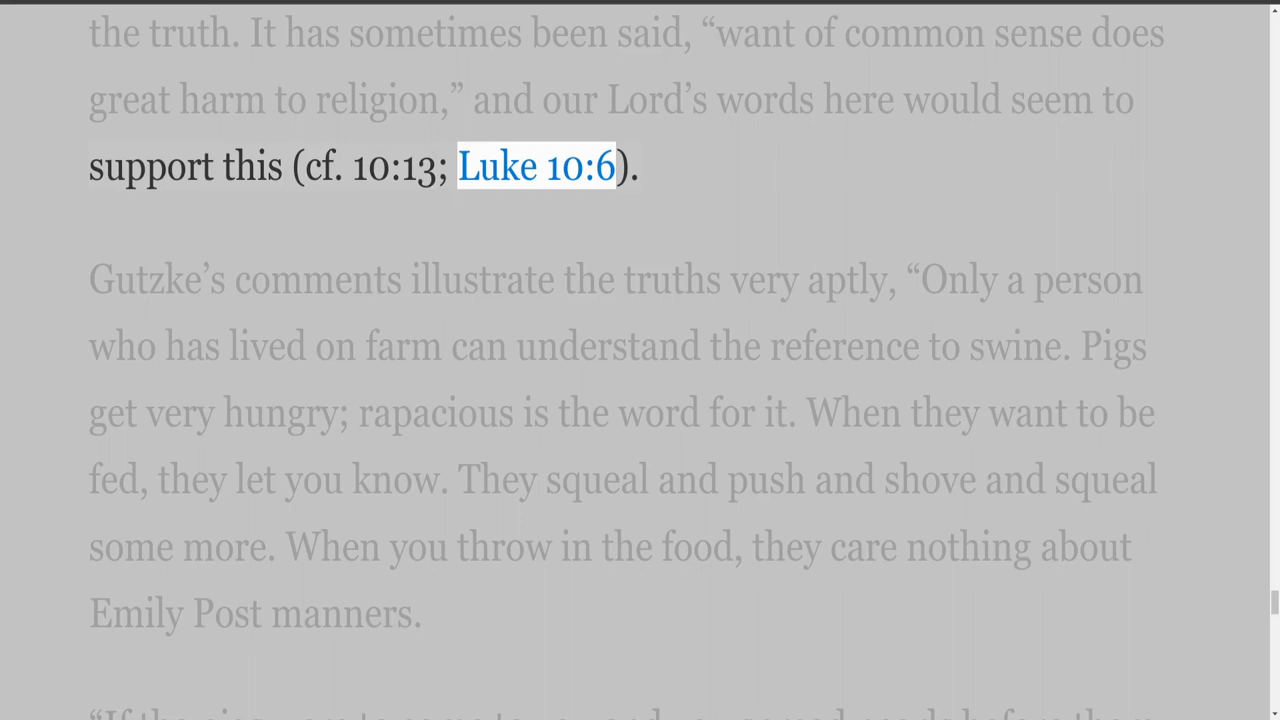 the truth. It has sometimes been said, “want of common sense does
great harm to religion,” and our Lord’s words here would seem to
support this (cf. 10:13; Luke 10:6).
Gutzke’s comments illustrate the truths very aptly, “Only a person
who has lived on farm can understand the reference to swine. Pigs
get very hungry; rapacious is the word for it. When they want to be
fed, they let you know. They squeal and push and shove and squeal
some more. When you throw in the food, they care nothing about
Emily Post manners.